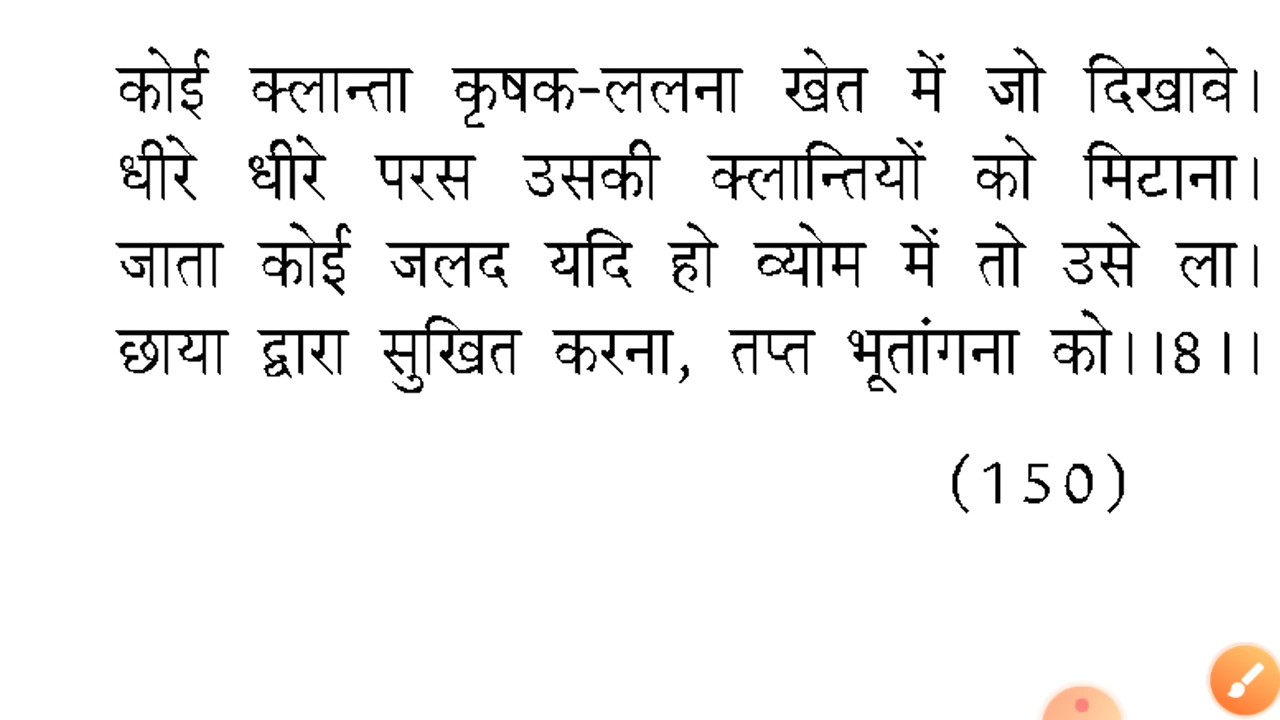 कोई क्लान्ता कृषक-ललना खेत में जो दिखावे।
धीरे धीरे परस उसकी क्लान्तियों को मिटाना।
जाता कोई जलद यदि हो व्योम में तो उसे ला।
छाया द्वारा सुखित करना, तप्त भूतांगना को।।8।।
(150)